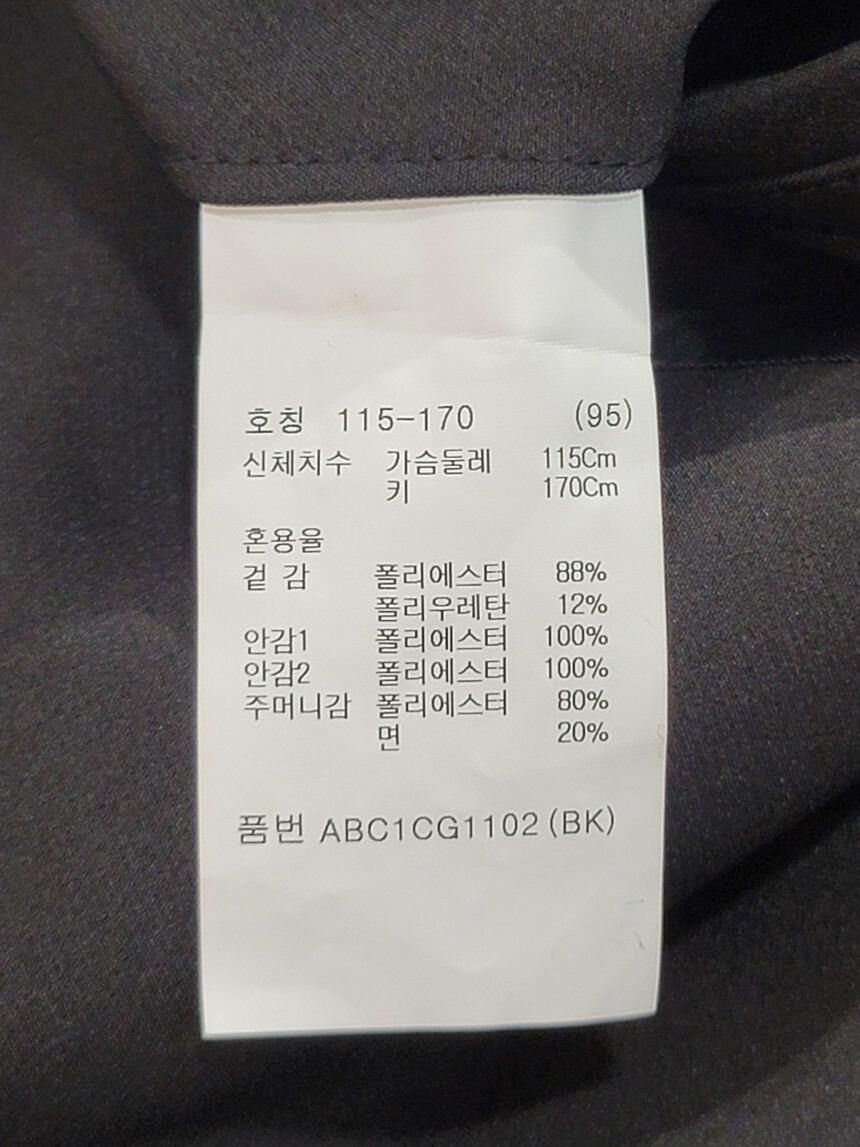 호칭 115-170 (95)
신체치수 가슴둘레 115Cm
키 170Cm
혼용율
겉 감 폴리에스터 88%
폴리우레탄 12%
안감1 폴리에스터 100%
안감2 폴리에스터 100%
주머니감 폴리에스터 80%
면 20%
품번 ABC1CG1102(BK)